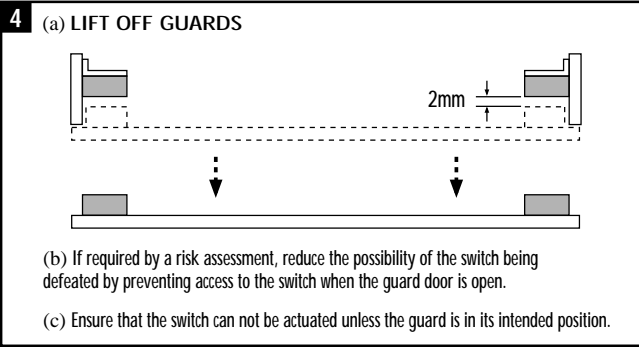 4 (a) LIFT OFF GUARDS
2mm
(b) If required by a risk assessment, reduce the possibility of the switch being
defeated by preventing access to the switch when the guard door is open.
(c) Ensure that the switch can not be actuated unless the guard is in its intended position.